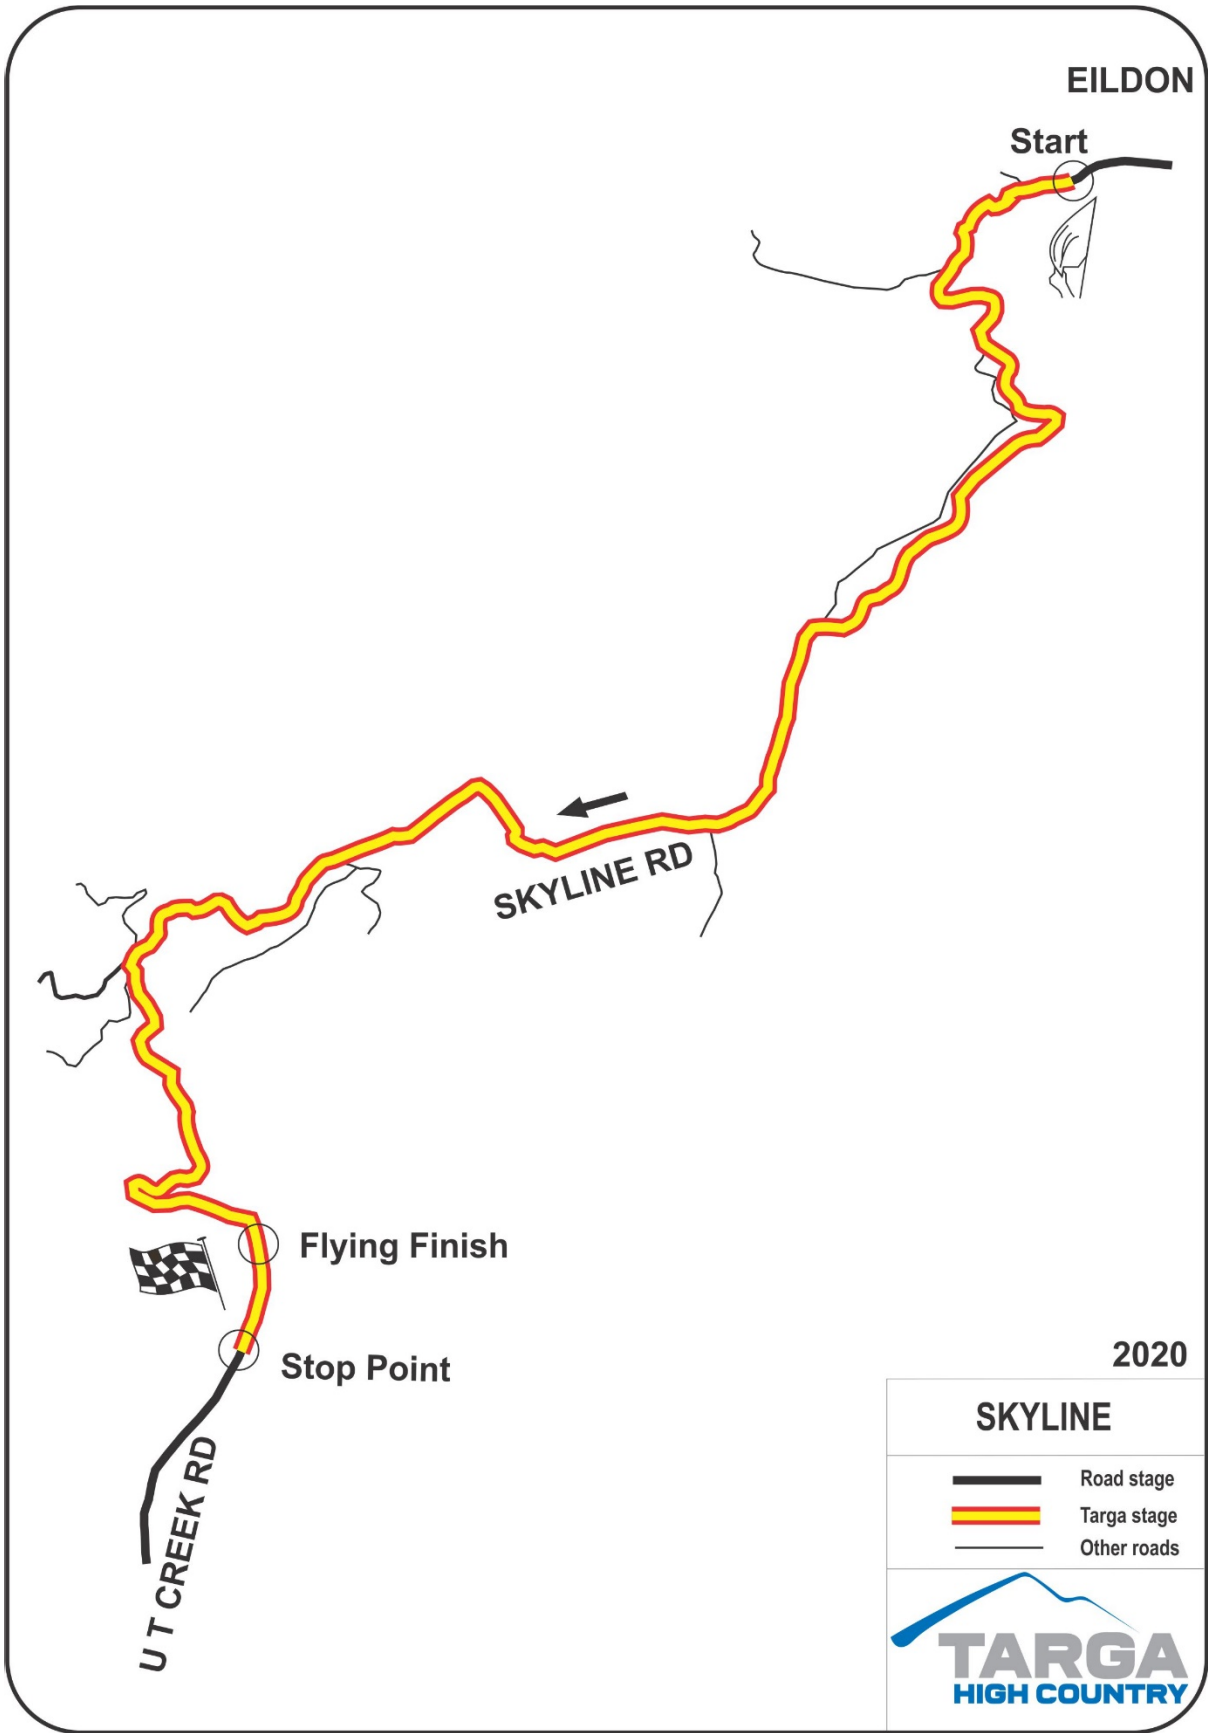 EILDON
Start
SKYLINE RD
Flying Finish
Stop Point
U T CREEK RD
2020
SKYLINE
Road stage
Targa stage
Other roads
TARGA
HIGH COUNTRY